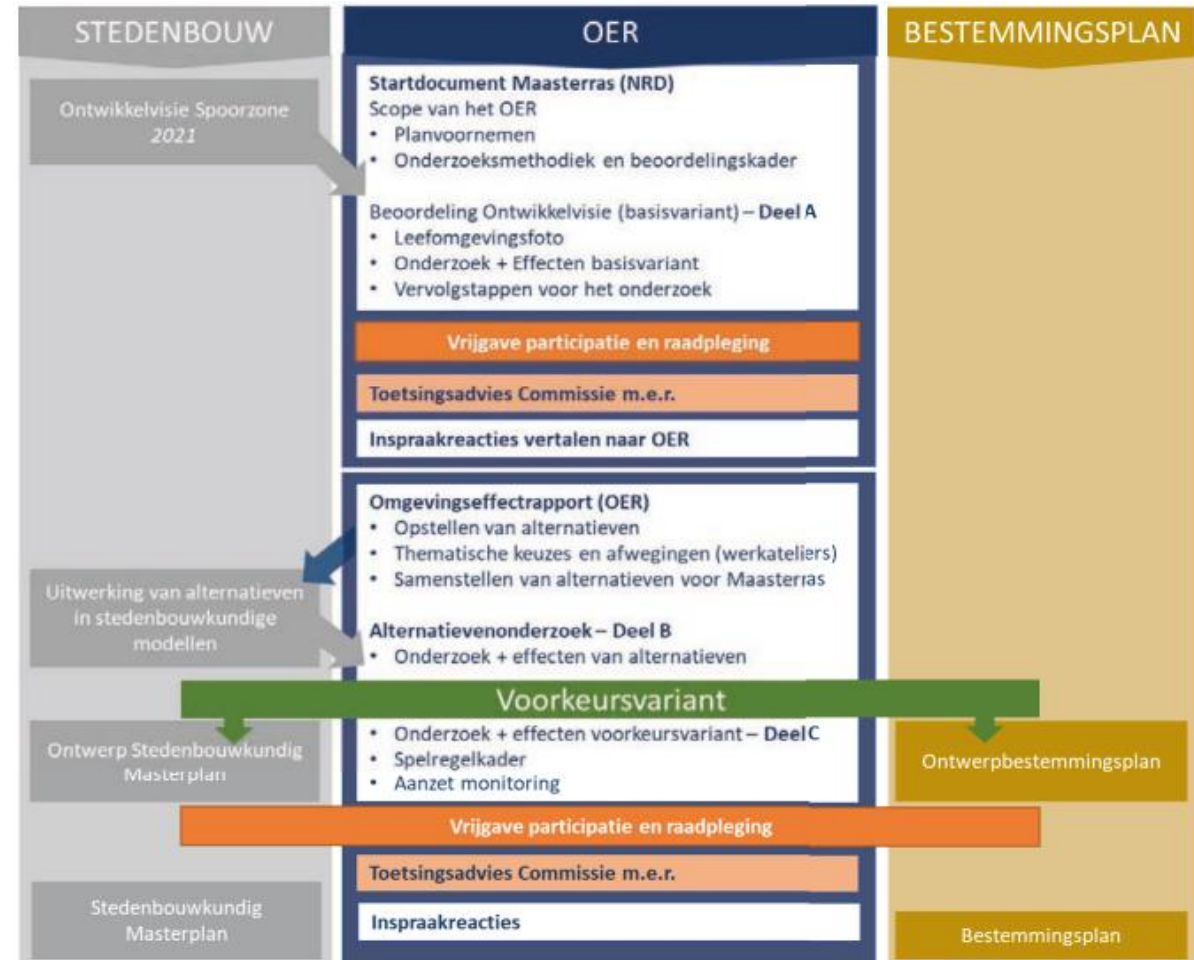 STEDENBOUW
Ontwikkelvisie Spoorzone
2021
Uitwerking van alternatieven
in stedenbouwkundige
modellen
Ontwerp Stedenbouwkundig
Masterplan
Stedenbouwkundig
Masterplan
OER
Startdocument Maasterras (NRD)
Scope van het OER
• Planvoornemen
• Onderzoeksmethodiek en beoordelingskader
Beoordeling Ontwikkelvisie (basisvariant) – Deel A
• Leefomgevingsfoto
• Onderzoek + Effecten basisvariant
• Vervolgstappen voor het onderzoek
Vrijgave participatie en raadpleging
Toetsingsadvies Commissie m.e.r.
Inspraakreacties vertalen naar OER
Omgevingseffectrapport (OER)
• Opstellen van alternatieven
• Thematische keuzes en afwegingen (werkateliers)
• Samenstellen van alternatieven voor Maasterras
Alternatievenonderzoek – Deel B
• Onderzoek + effecten van alternatieven
Voorkeursvariant
• Onderzoek + effecten voorkeursvariant – Deel C
• Spelregelkader
• Aanzet monitoring
Vrijgave participatie en raadpleging
Toetsingsadvies Commissie m.e.r.
Inspraakreacties
BESTEMMINGSPLAN
Ontwerpbestemmingsplan
Bestemmingsplan